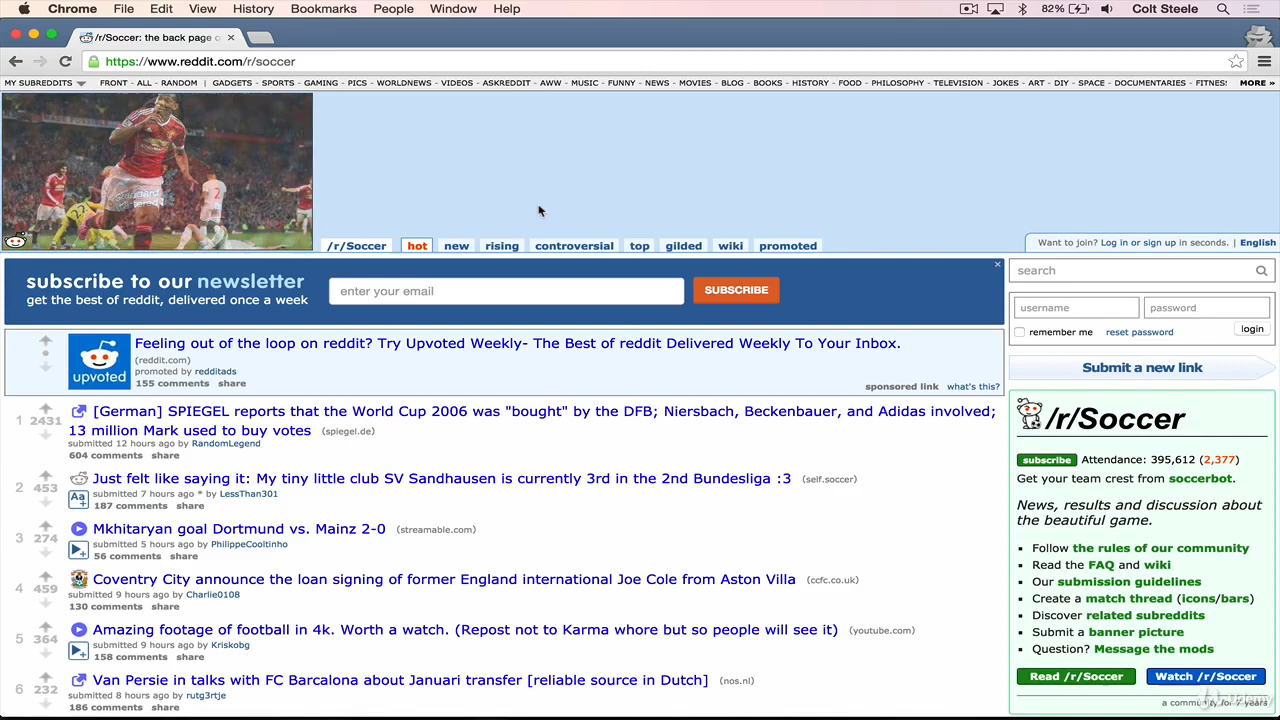 Chrome File Edit View History Bookmarks People Window Help 82% Colt Steele
/r/Soccer: the back page o
https://www.reddit.com/r/soccer
MY SUBREDDITS FRONT - ALL - RANDOM | GADGETS - SPORTS - GAMING - PICS - WORLDNEWS - VIDEOS - ASKREDDIT - AWW - MUSIC - FUNNY - NEWS - MOVIES - BLOG - BOOKS - HISTORY - FOOD - PHILOSOPHY - TELEVISION - JOKES - ART - DIY - SPACE - DOCUMENTARIES - FITNES MORE »
/r/Soccer hot new rising controversial top gilded wiki promoted
Want to join? Log in or sign up in seconds. | English
subscribe to our newsletter
get the best of reddit, delivered once a week
enter your email
SUBSCRIBE
upvoted
Feeling out of the loop on reddit? Try Upvoted Weekly- The Best of reddit Delivered Weekly To Your Inbox.
(reddit.com)
promoted by redditads
155 comments share
sponsored link what's this?
1 2431 [German] SPIEGEL reports that the World Cup 2006 was "bought" by the DFB; Niersbach, Beckenbauer, and Adidas involved;
13 million Mark used to buy votes (spiegel.de)
submitted 12 hours ago by RandomLegend
604 comments share
2 453 Just felt like saying it: My tiny little club SV Sandhausen is currently 3rd in the 2nd Bundesliga :3 (self.soccer)
Aa submitted 7 hours ago * by LessThan301
187 comments share
3 274 Mkhitaryan goal Dortmund vs. Mainz 2-0 (streamable.com)
submitted 5 hours ago by PhilippeCooltinho
56 comments share
4 459 Coventry City announce the loan signing of former England international Joe Cole from Aston Villa (ccfc.co.uk)
submitted 9 hours ago by Charlie0108
130 comments share
5 364 Amazing footage of football in 4k. Worth a watch. (Repost not to Karma whore but so people will see it) (youtube.com)
submitted 9 hours ago by Kriskobg
158 comments share
6 232 Van Persie in talks with FC Barcalona about Januari transfer [reliable source in Dutch] (nos.nl)
submitted 8 hours ago by rutg3rtje
186 comments share
search
username password
remember me reset password login
Submit a new link
/r/Soccer
subscribe Attendance: 395,612 (2,377)
Get your team crest from soccerbot.
News, results and discussion about
the beautiful game.
Follow the rules of our community
Read the FAQ and wiki
Our submission guidelines
Create a match thread (icons/bars)
Discover related subreddits
Submit a banner picture
Question? Message the mods
Read /r/Soccer Watch /r/Soccer
a community for 7 years